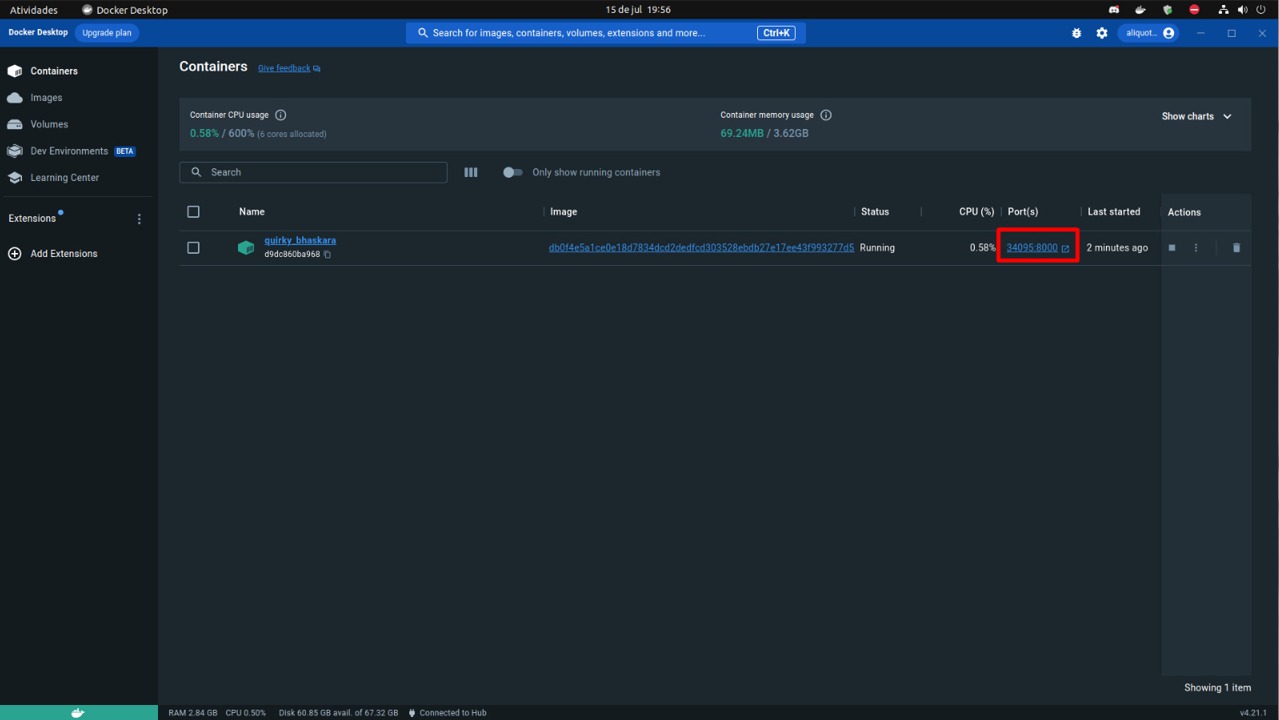 Atividades Docker Desktop 15 de jul 19:56
Docker Desktop Upgrade plan Search for images, containers, volumes, extensions and more... Ctrl+K aliquot...
Containers
Images
Volumes
Dev Environments BETA
Learning Center
Extensions
Add Extensions
Containers Give feedback
Container CPU usage
0.58% / 600% (6 cores allocated)
Container memory usage
69.24MB / 3.62GB
Show charts
Search Only show running containers
Name Image Status CPU (%) Port(s) Last started Actions
quirky_bhaskara
d9dc860ba968
db0f4e5a1ce0e18d7834dcd2dedfcd303528ebdb27e17ee43f993277d5 Running 0.58% 34095:8000 2 minutes ago
Showing 1 item
RAM 2.84 GB CPU 0.50% Disk 60.85 GB avail. of 67.32 GB Connected to Hub v4.21.1